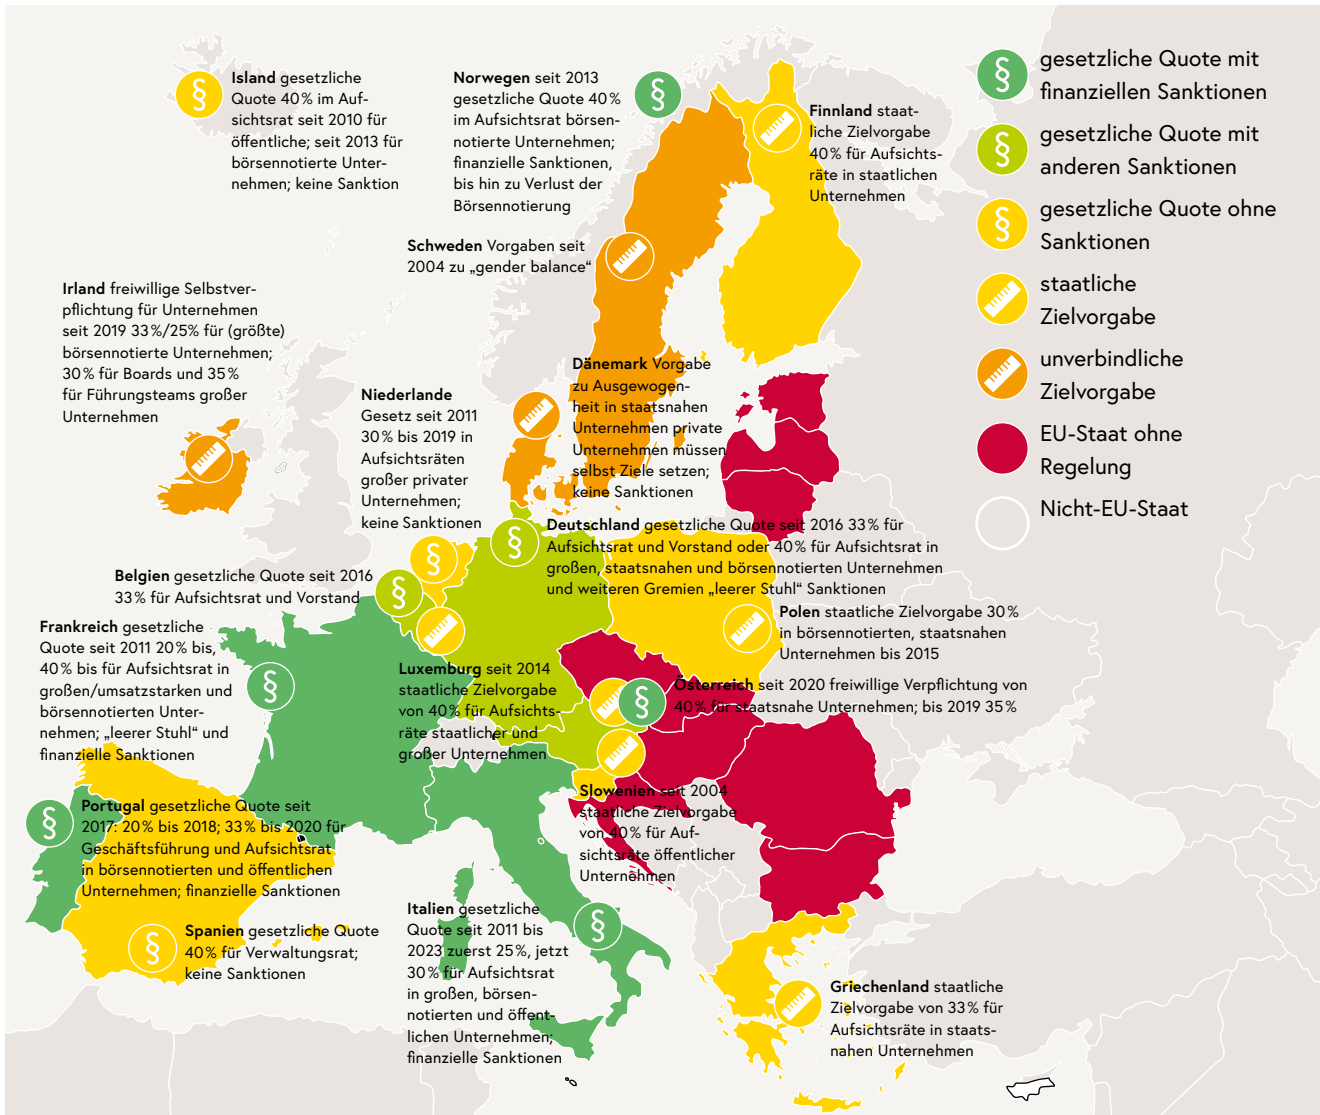 Island gesetzliche
Quote 40% im Auf-
sichtsrat seit 2010 für
öffentliche; seit 2013 für
börsennotierte Unter-
nehmen; keine Sanktion
Norwegen seit 2013
gesetzliche Quote 40%
im Aufsichtsrat börsen-
notierte Unternehmen;
finanzielle Sanktionen,
bis hin zu Verlust der
Börsennotierung
Finnland staat-
liche Zielvorgabe
40% für Aufsichts-
räte in staatlichen
Unternehmen
§ gesetzliche Quote mit
finanziellen Sanktionen
§ gesetzliche Quote mit
anderen Sanktionen
§ gesetzliche Quote ohne
Sanktionen
staatliche
Zielvorgabe
unverbindliche
Zielvorgabe
EU-Staat ohne
Regelung
Nicht-EU-Staat
Schweden Vorgaben seit
2004 zu „gender balance“
Irland freiwillige Selbstver-
pflichtung für Unternehmen
seit 2019 33%/25% für (größte)
börsennotierte Unternehmen;
30% für Boards und 35%
für Führungsteams großer
Unternehmen
Dänemark Vorgabe
zu Ausgewogen-
heit in staatsnahen
Unternehmen private
Unternehmen müssen
selbst Ziele setzen;
keine Sanktionen
Niederlande
Gesetz seit 2011
30% bis 2019 in
Aufsichtsräten
großer privater
Unternehmen;
keine Sanktionen
Deutschland gesetzliche Quote seit 2016 33% für
Aufsichtsrat und Vorstand oder 40% für Aufsichtsrat in
großen, staatsnahen und börsennotierten Unternehmen
und weiteren Gremien „leerer Stuhl“ Sanktionen
Belgien gesetzliche Quote seit 2016
33% für Aufsichtsrat und Vorstand
Polen staatliche Zielvorgabe 30%
in börsennotierten, staatsnahen
Unternehmen bis 2015
Frankreich gesetzliche
Quote seit 2011 20% bis,
40% bis für Aufsichtsrat in
großen/umsatzstarken und
börsennotierten Unter-
nehmen; „leerer Stuhl“ und
finanzielle Sanktionen
Luxemburg seit 2014
staatliche Zielvorgabe
von 40% für Aufsichts-
räte staatlicher und
großer Unternehmen
Österreich seit 2020 freiwillige Verpflichtung von
40% für staatsnahe Unternehmen; bis 2019 35%
Slowenien seit 2004
staatliche Zielvorgabe
von 40% für Auf-
sichtsräte öffentlicher
Unternehmen
Portugal gesetzliche Quote seit
2017: 20% bis 2018; 33% bis 2020 für
Geschäftsführung und Aufsichtsrat
in börsennotierten und öffentlichen
Unternehmen; finanzielle Sanktionen
Spanien gesetzliche Quote
40% für Verwaltungsrat;
keine Sanktionen
Italien gesetzliche
Quote seit 2011 bis
2023 zuerst 25%, jetzt
30% für Aufsichtsrat
in großen, börsen-
notierten und öffent-
lichen Unternehmen;
finanzielle Sanktionen
Griechenland staatliche
Zielvorgabe von 33% für
Aufsichtsräte in staats-
nahen Unternehmen